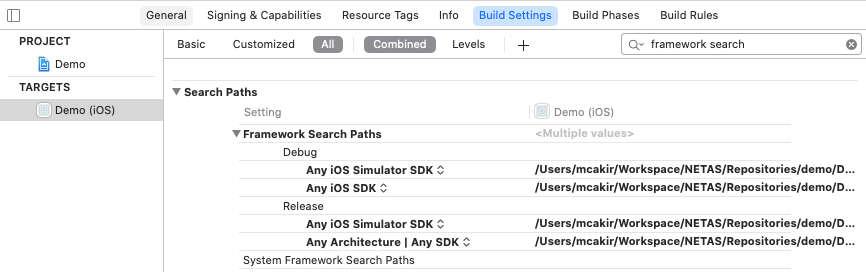 General Signing & Capabilities Resource Tags Info Build Settings Build Phases Build Rules
PROJECT
Demo
TARGETS
Demo (iOS)
Basic Customized All Combined Levels + framework search
Search Paths
Setting Demo (iOS)
Framework Search Paths <Multiple values>
Debug
Any iOS Simulator SDK /Users/mcakir/Workspace/NETAS/Repositories/demo/D...
Any iOS SDK /Users/mcakir/Workspace/NETAS/Repositories/demo/D...
Release
Any iOS Simulator SDK /Users/mcakir/Workspace/NETAS/Repositories/demo/D...
Any Architecture | Any SDK /Users/mcakir/Workspace/NETAS/Repositories/demo/D...
System Framework Search Paths